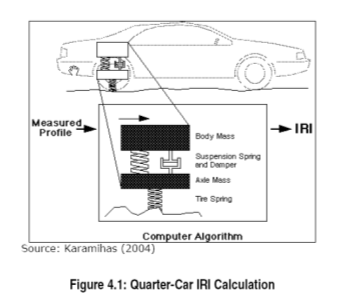 Measured
Profile
IRI
Body Mass
Suspension Spring
and Damper
Axle Mass
Tire Spring
Computer Algorithm
Source: Karamihas (2004)
Figure 4.1: Quarter-Car IRI Calculation